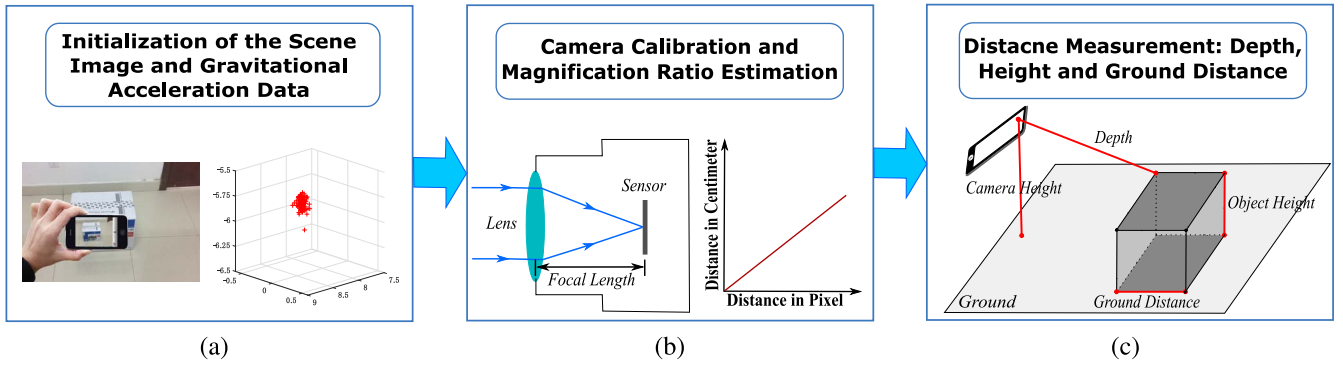 Initialization of the Scene
Image and Gravitational
Acceleration Data
-5.5
-5.75
-6
-6.25
-6.5
-0.5
0
0.5
9
8.5
8
7.5
(a)
Camera Calibration and
Magnification Ratio Estimation
Lens
Sensor
Focal Length
Distance in Centimeter
Distance in Pixel
(b)
Distacne Measurement: Depth,
Height and Ground Distance
Depth
Camera Height
Object Height
Ground
Ground Distance
(c)